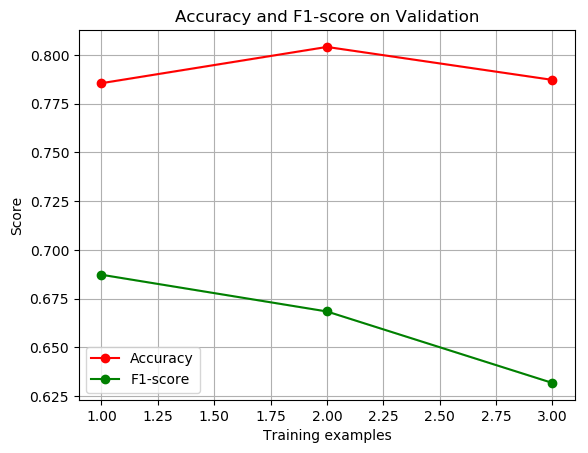 Accuracy and F1-score on Validation
0.800
0.775
0.750
0.725
0.700
0.675
0.650
0.625
Score
Accuracy
F1-score
1.00 1.25 1.50 1.75 2.00 2.25 2.50 2.75 3.00
Training examples